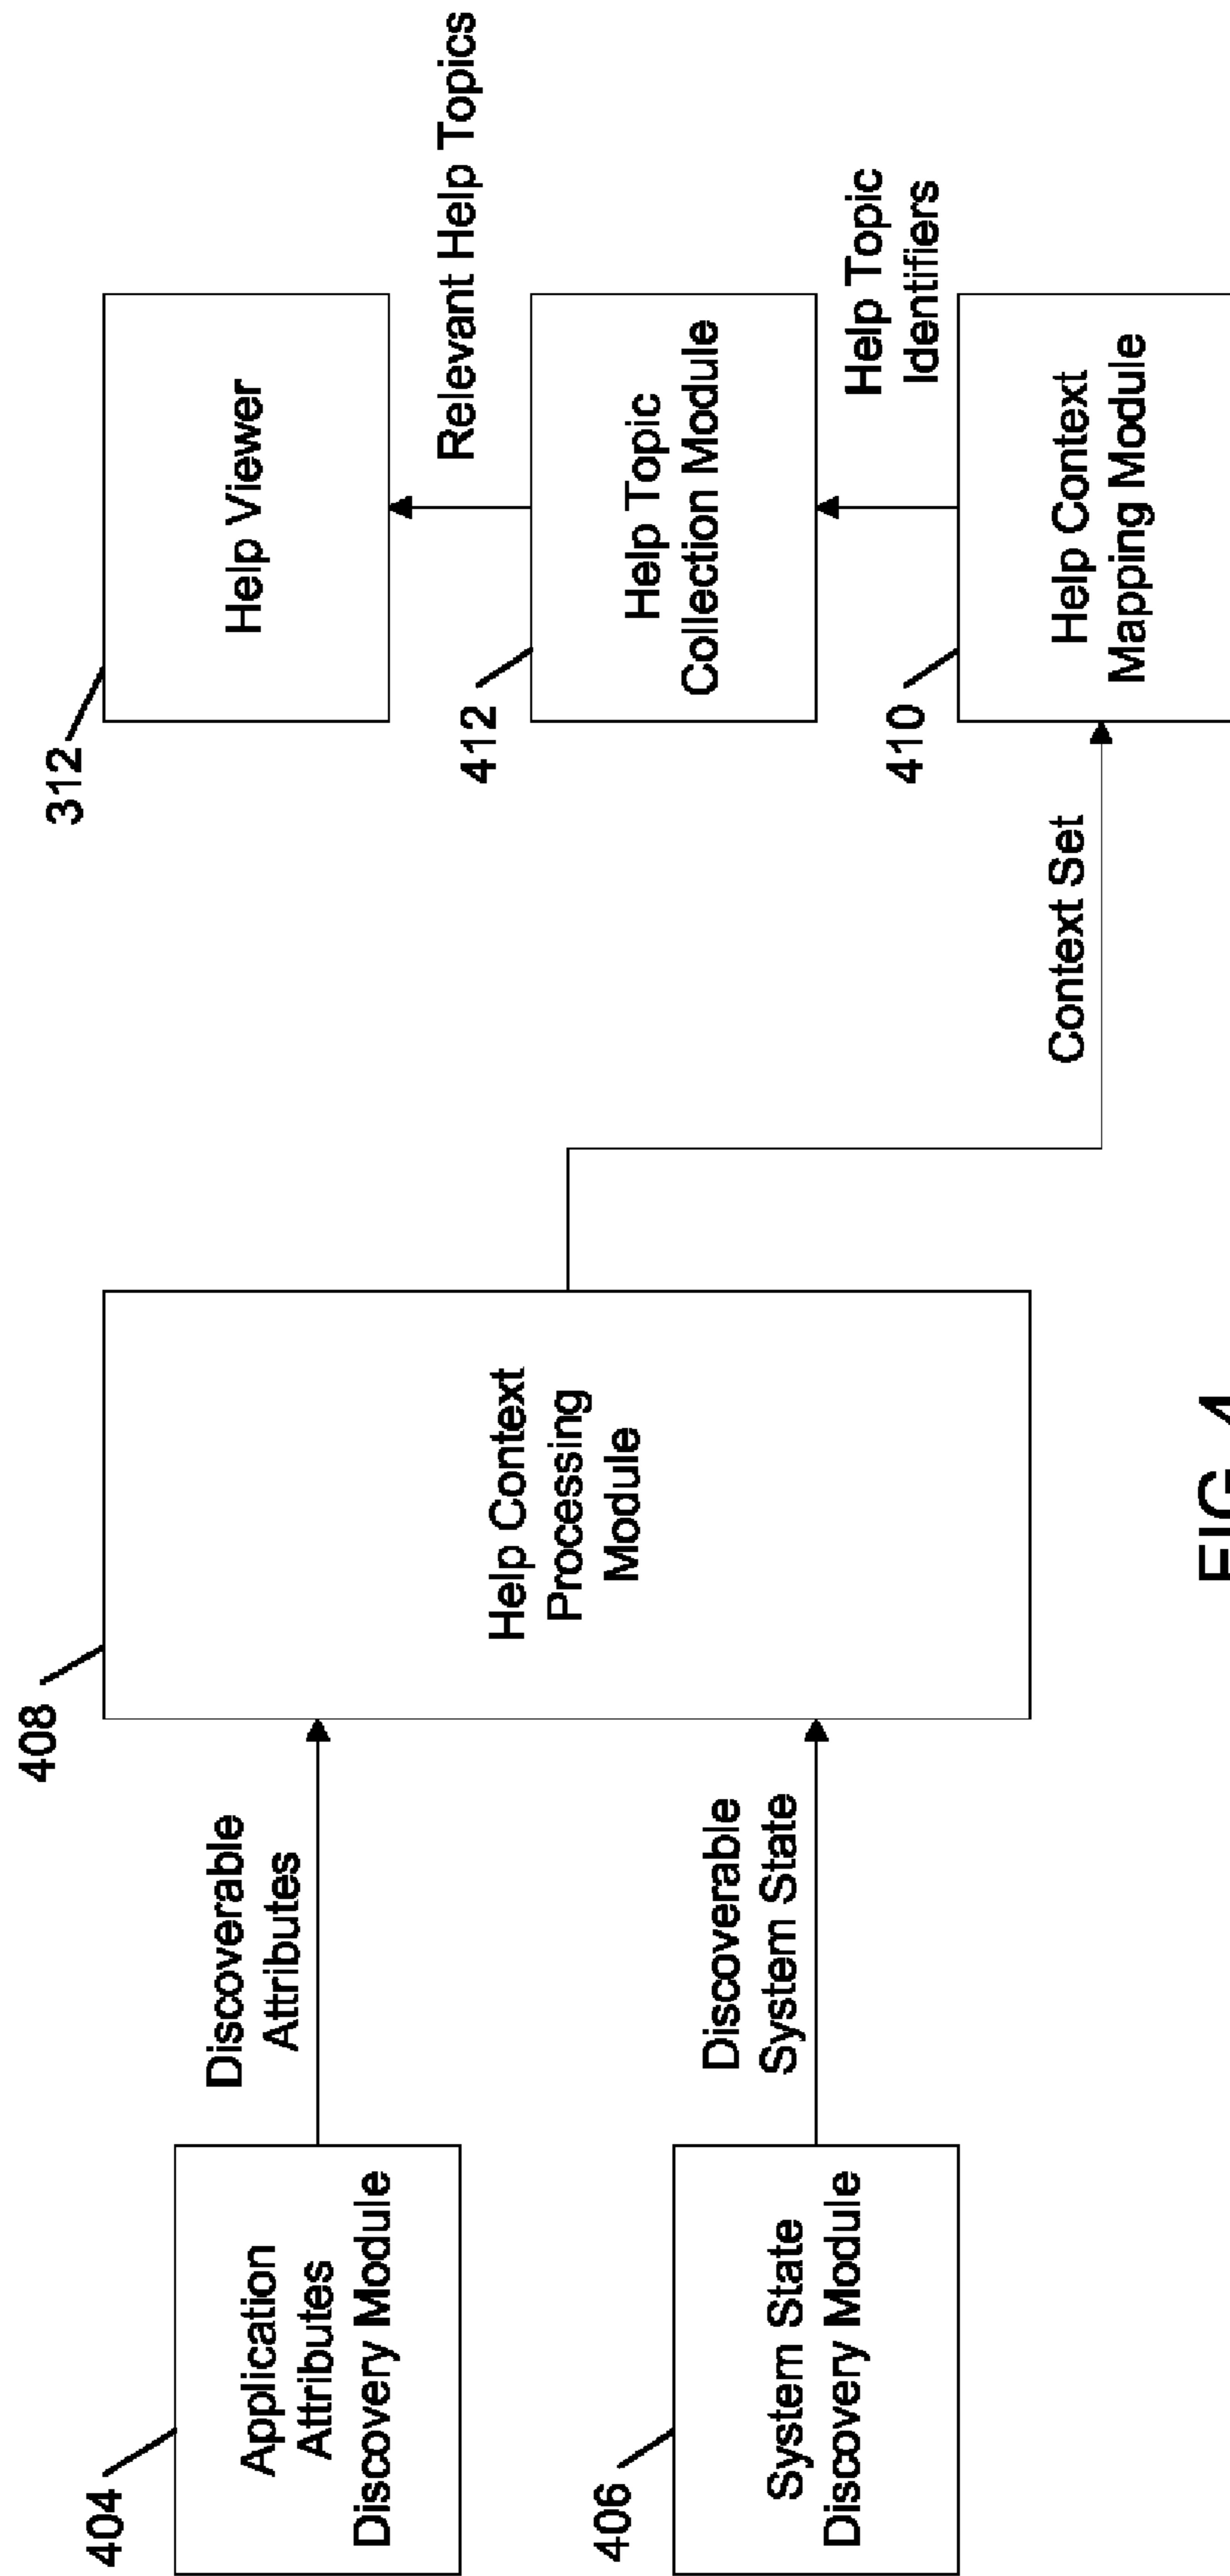 404
Application
Attributes
Discovery Module
Discoverable
Attributes
406
System State
Discovery Module
Discoverable
System State
408
Help Context
Processing
Module
Context Set
410
Help Context
Mapping Module
Help Topic
Identifiers
412
Help Topic
Collection Module
Relevant Help Topics
312
Help Viewer
FIG. 4